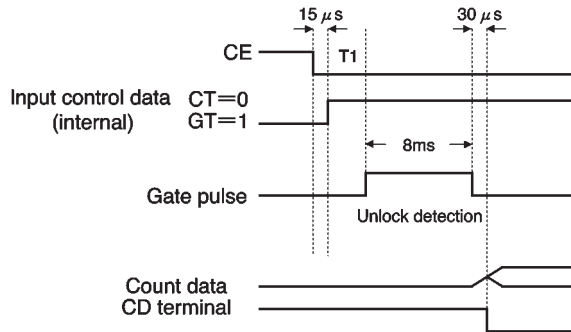 15 μs
30 μs
CE
T1
Input control data
(internal)
CT=0
GT=1
8ms
Gate pulse
Unlock detection
Count data
CD terminal